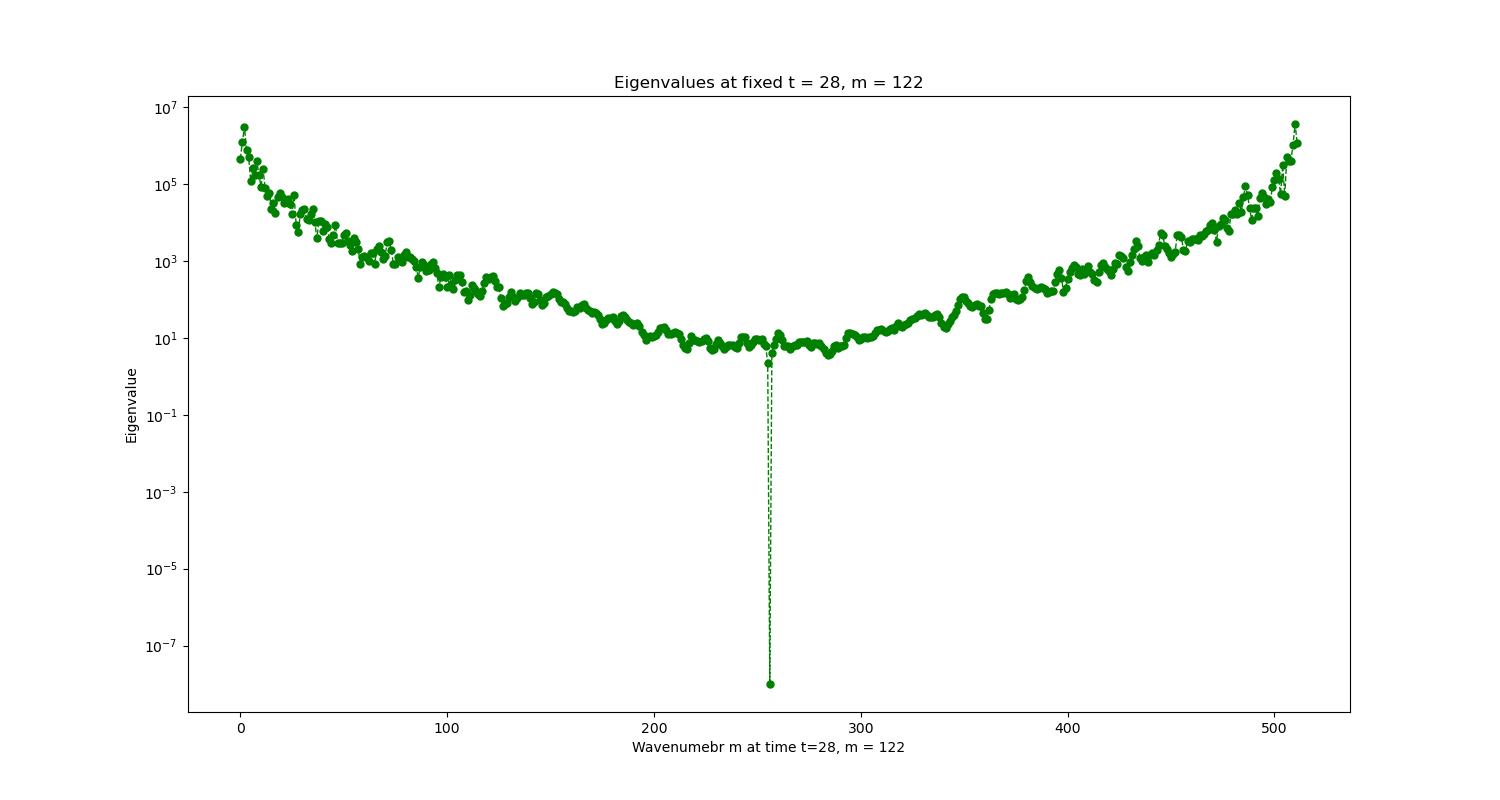 Eigenvalues at fixed t = 28, m = 122
10^7
10^5
10^3
10^1
10^-1
10^-3
10^-5
10^-7
Eigenvalue
0 100 200 300 400 500
Wavenumebr m at time t=28, m = 122